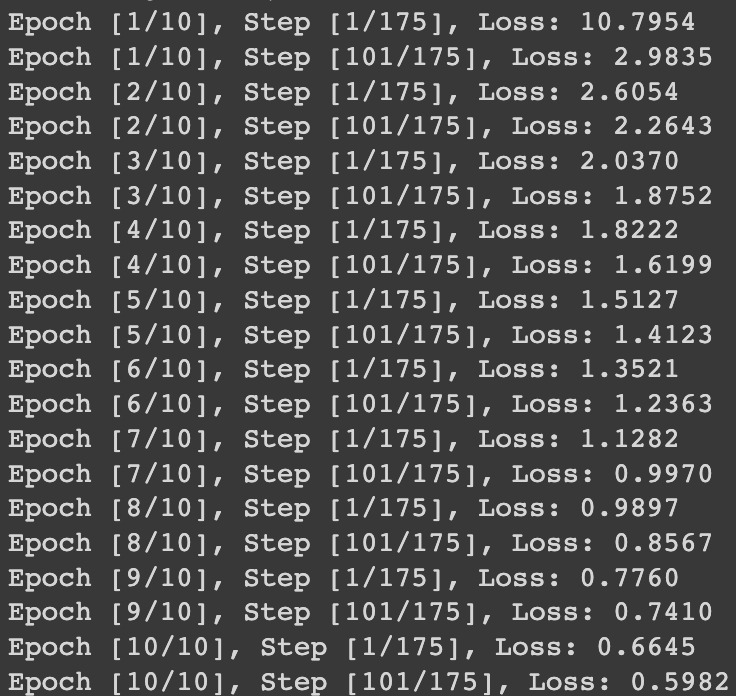 Epoch [1/10], Step [1/175], Loss: 10.7954
Epoch [1/10], Step [101/175], Loss: 2.9835
Epoch [2/10], Step [1/175], Loss: 2.6054
Epoch [2/10], Step [101/175], Loss: 2.2643
Epoch [3/10], Step [1/175], Loss: 2.0370
Epoch [3/10], Step [101/175], Loss: 1.8752
Epoch [4/10], Step [1/175], Loss: 1.8222
Epoch [4/10], Step [101/175], Loss: 1.6199
Epoch [5/10], Step [1/175], Loss: 1.5127
Epoch [5/10], Step [101/175], Loss: 1.4123
Epoch [6/10], Step [1/175], Loss: 1.3521
Epoch [6/10], Step [101/175], Loss: 1.2363
Epoch [7/10], Step [1/175], Loss: 1.1282
Epoch [7/10], Step [101/175], Loss: 0.9970
Epoch [8/10], Step [1/175], Loss: 0.9897
Epoch [8/10], Step [101/175], Loss: 0.8567
Epoch [9/10], Step [1/175], Loss: 0.7760
Epoch [9/10], Step [101/175], Loss: 0.7410
Epoch [10/10], Step [1/175], Loss: 0.6645
Epoch [10/10], Step [101/175], Loss: 0.5982